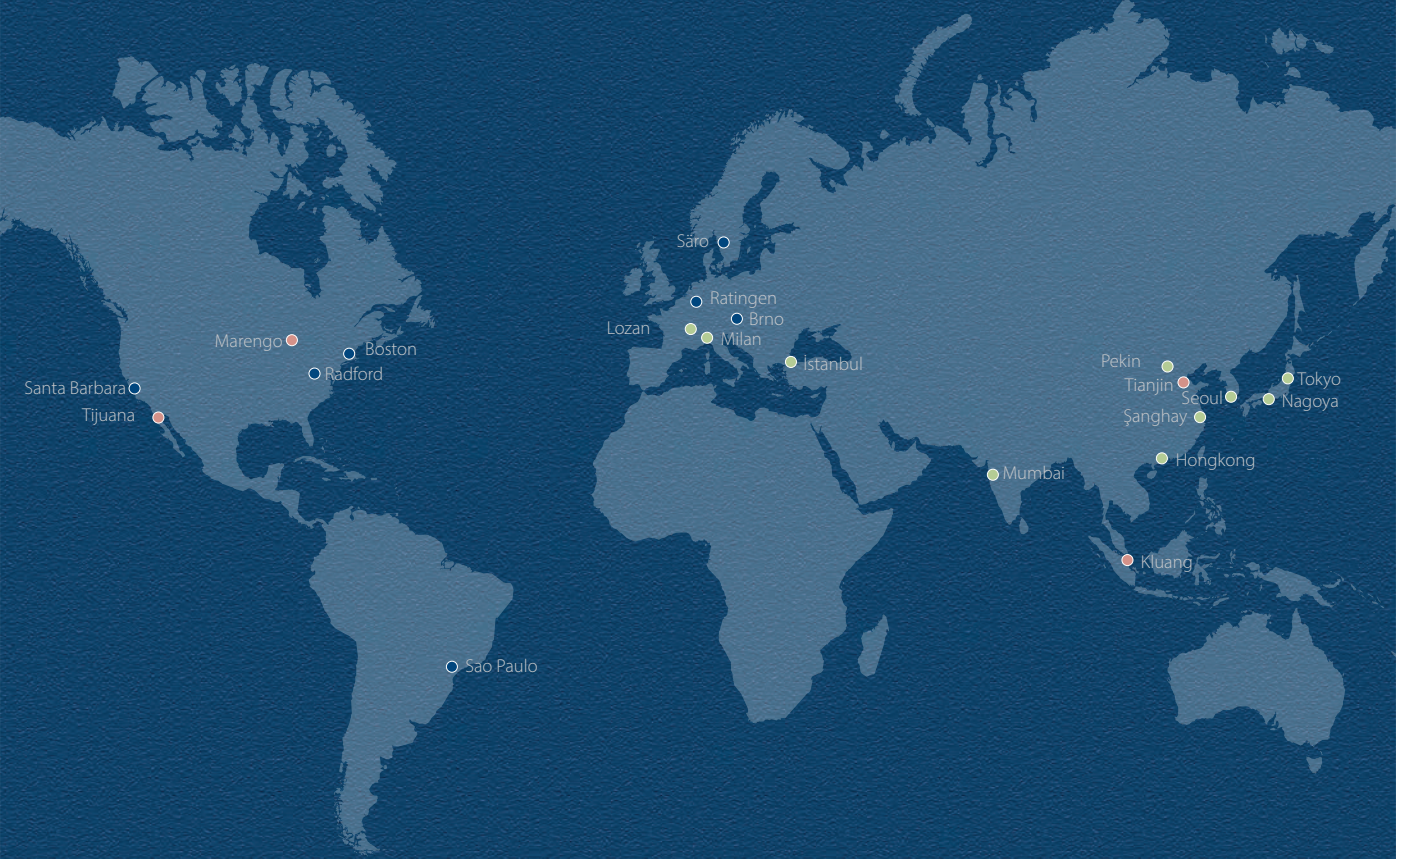 Säro
Ratingen
Brno
Lozan
Milan
Marengo
Boston
İstanbul
Pekin
Radford
Tianjin
Tokyo
Santa Barbara
Seoul
Nagoya
Tijuana
Şanghay
Hongkong
Mumbai
Kluang
Sao Paulo